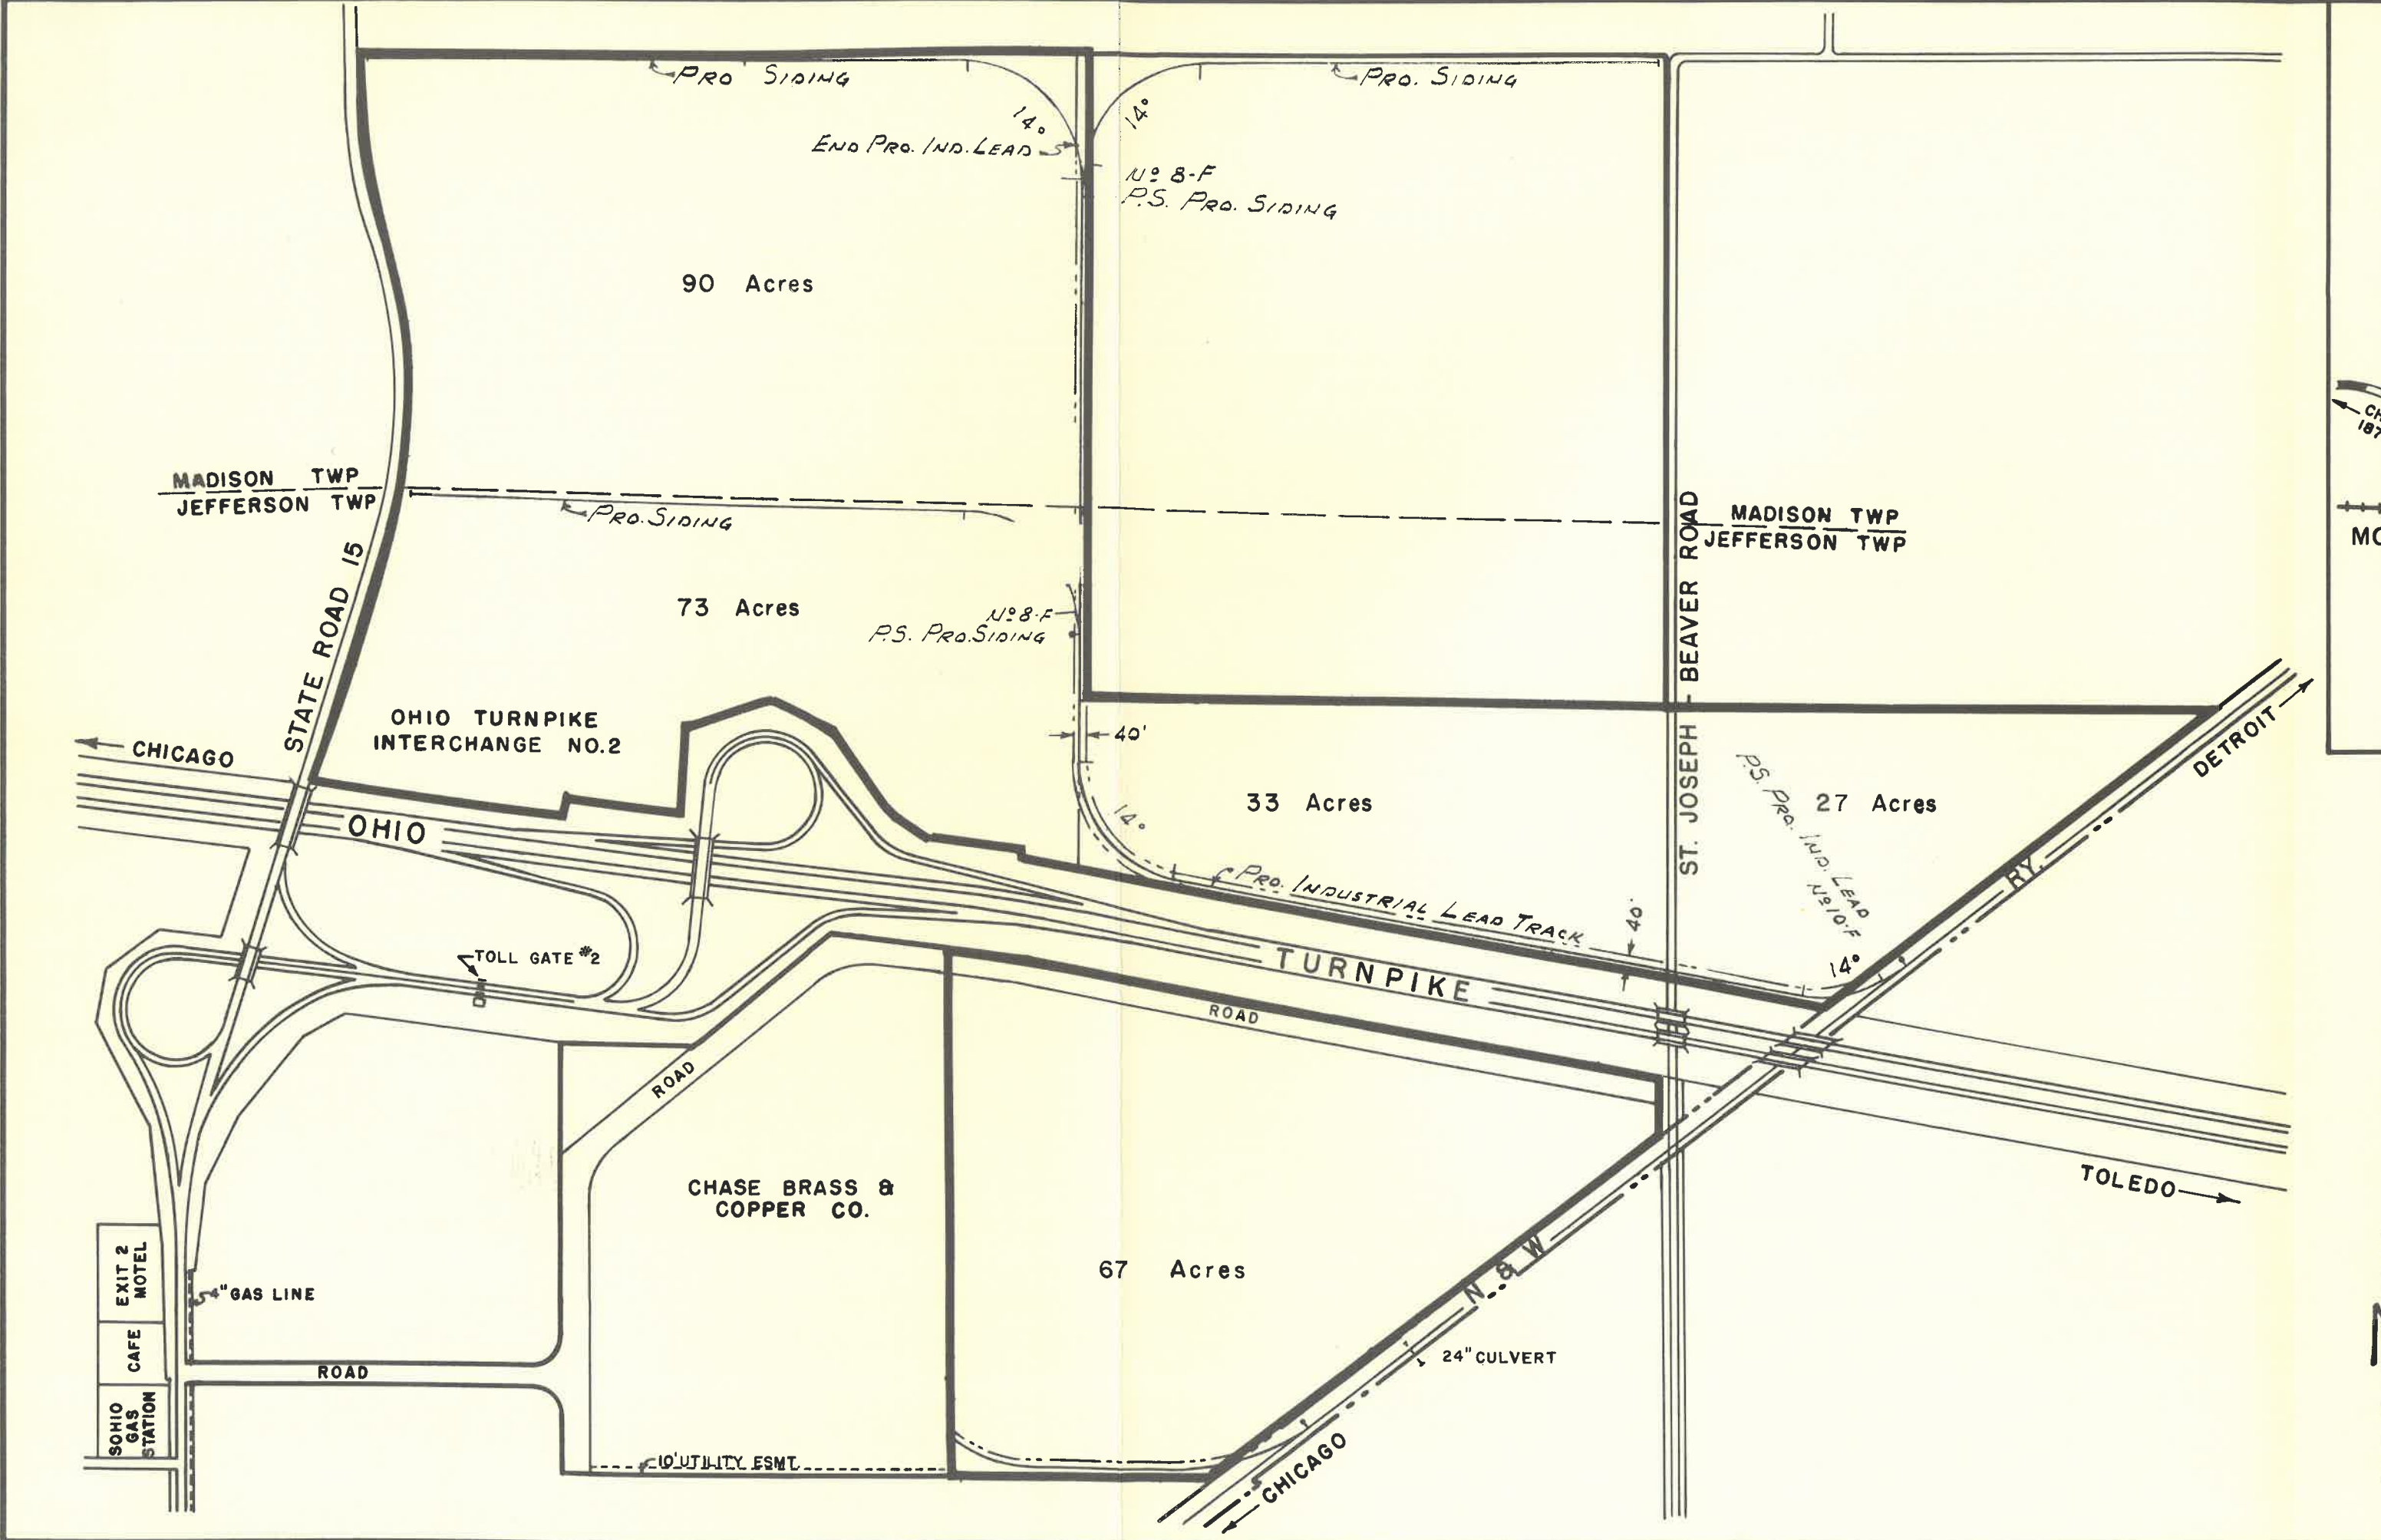 PRO SIDING
PRO. SIDING
14°
14°
END PRO. IND. LEAD
Nº 8-F
P.S. PRO. SIDING
90 Acres
MADISON TWP
JEFFERSON TWP
PRO. SIDING
MADISON TWP
JEFFERSON TWP
STATE ROAD 15
73 Acres
Nº 8-F
P.S. PRO. SIDING
ST. JOSEPH - BEAVER ROAD
OHIO TURNPIKE
INTERCHANGE NO.2
40'
CHICAGO
DETROIT
33 Acres
27 Acres
P.S. PRO. IND. LEAD
Nº 10-F
OHIO
14°
PRO. INDUSTRIAL LEAD TRACK
40'
14°
RY.
TOLL GATE #2
TURNPIKE
ROAD
ROAD
TOLEDO
CHASE BRASS &
COPPER CO.
67 Acres
N & W
EXIT 2
MOTEL
4" GAS LINE
CAFE
ROAD
24" CULVERT
SOHIO
GAS
STATION
10' UTILITY ESMT.
CHICAGO
CH
187
MO